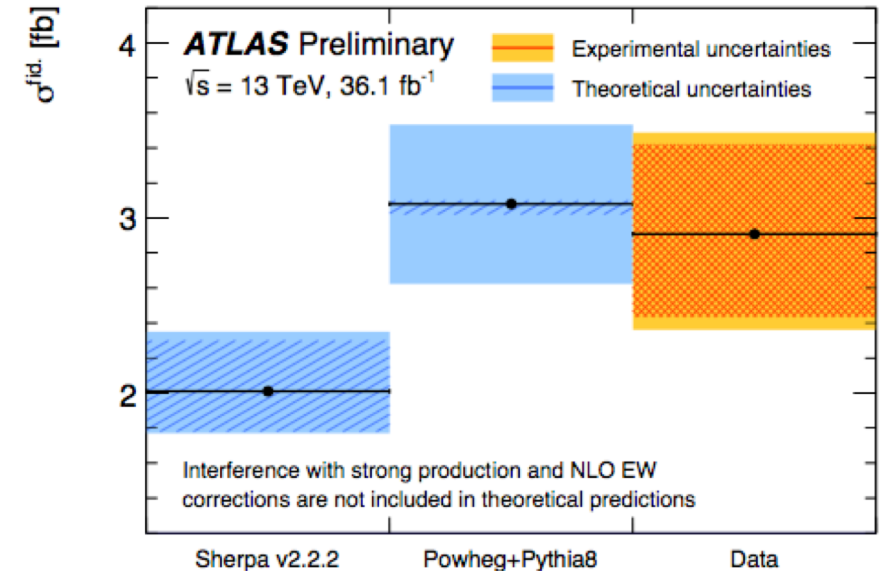 σfid. [fb]
4
3
2
ATLAS Preliminary
√s = 13 TeV, 36.1 fb-1
Experimental uncertainties
Theoretical uncertainties
Interference with strong production and NLO EW
corrections are not included in theoretical predictions
Sherpa v2.2.2
Powheg+Pythia8
Data